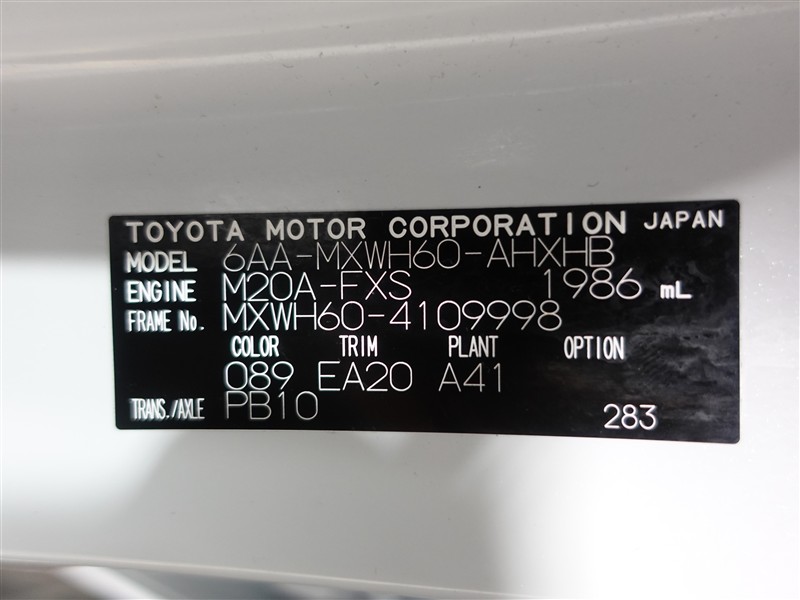 TOYOTA MOTOR CORPORATION JAPAN
MODEL 6AA-MXWH60-AHXHB
ENGINE M20A-FXS 1986 mL
FRAME No. MXWH60-4109998
COLOR TRIM PLANT OPTION
089 EA20 A41
TRANS./AXLE PB10 283